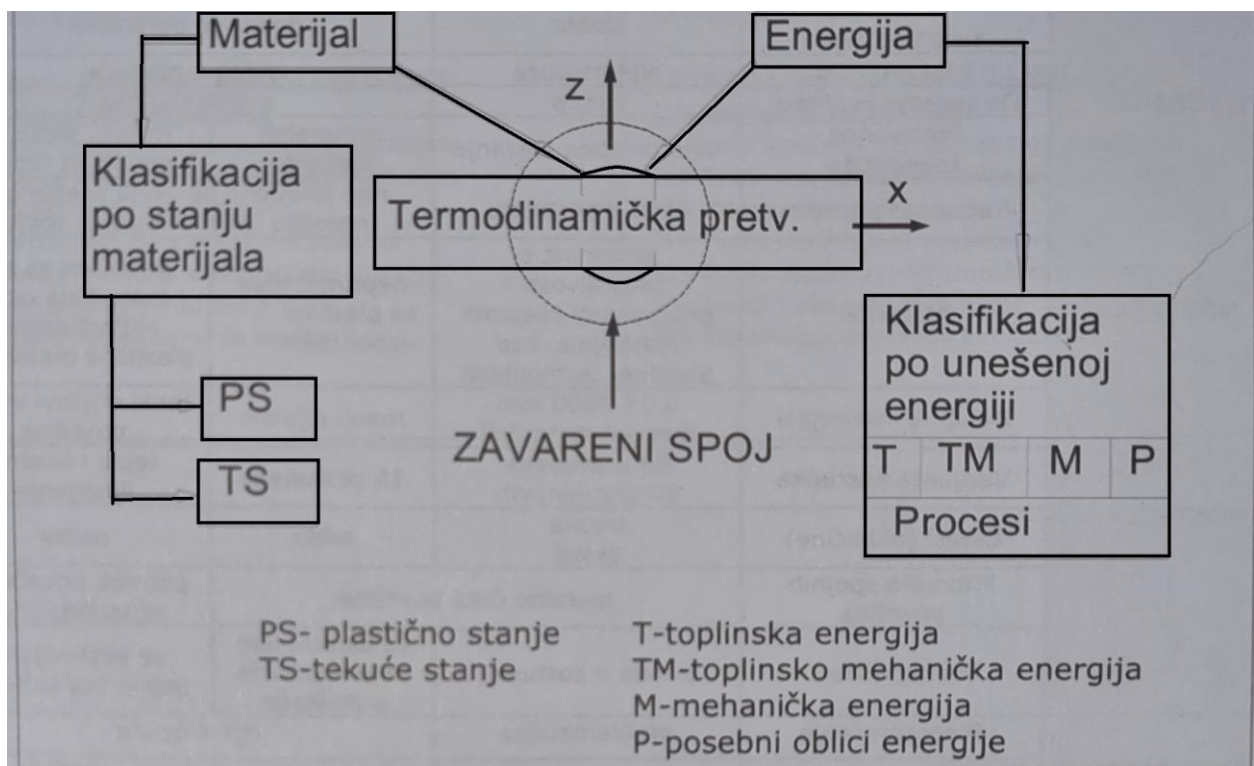 Materijal
Energija
z
Klasifikacija
po stanju
materijala
Termodinamička pretv.
x
PS
TS
ZAVARENI SPOJ
Klasifikacija
po unešenoj
energiji
T TM M P
Procesi
PS- plastično stanje
TS-tekuće stanje
T-toplinska energija
TM-toplinsko mehanička energija
M-mehanička energija
P-posebni oblici energije